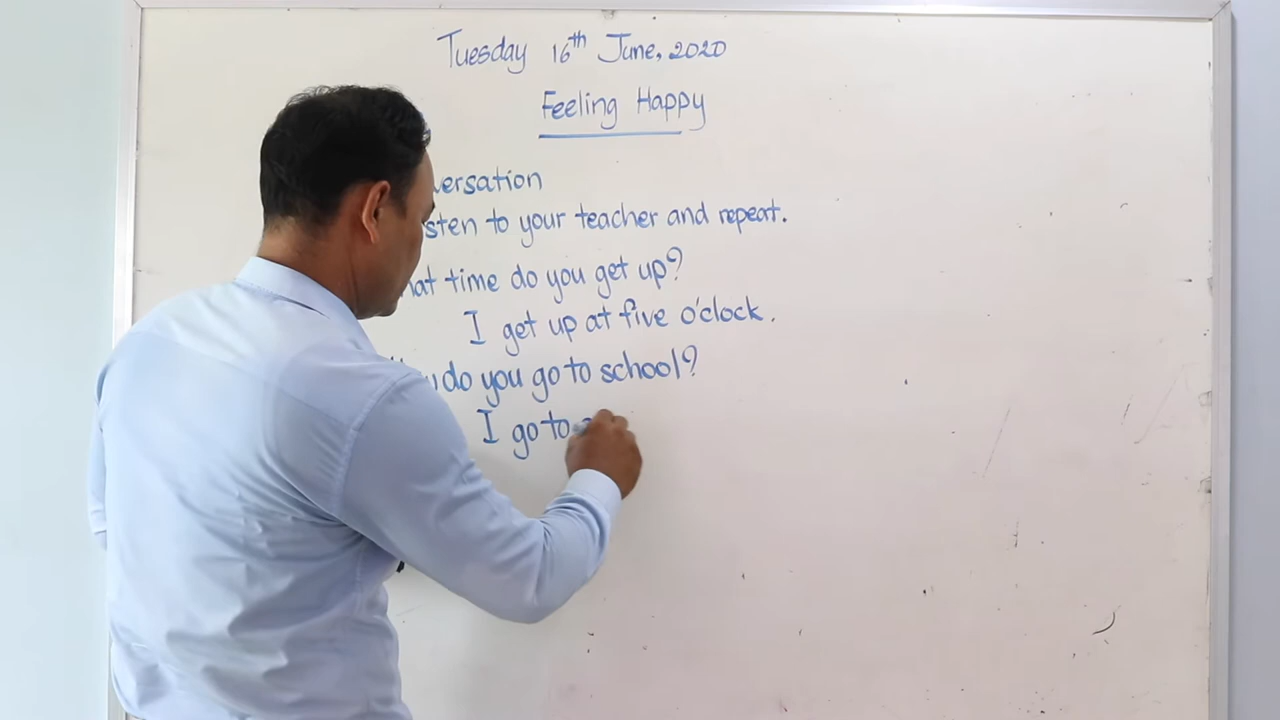 Tuesday 16th June, 2020
Feeling Happy
 versation
sten to your teacher and repeat.
hat time do you get up?
I get up at five o'clock.
do you go to school?
I go to